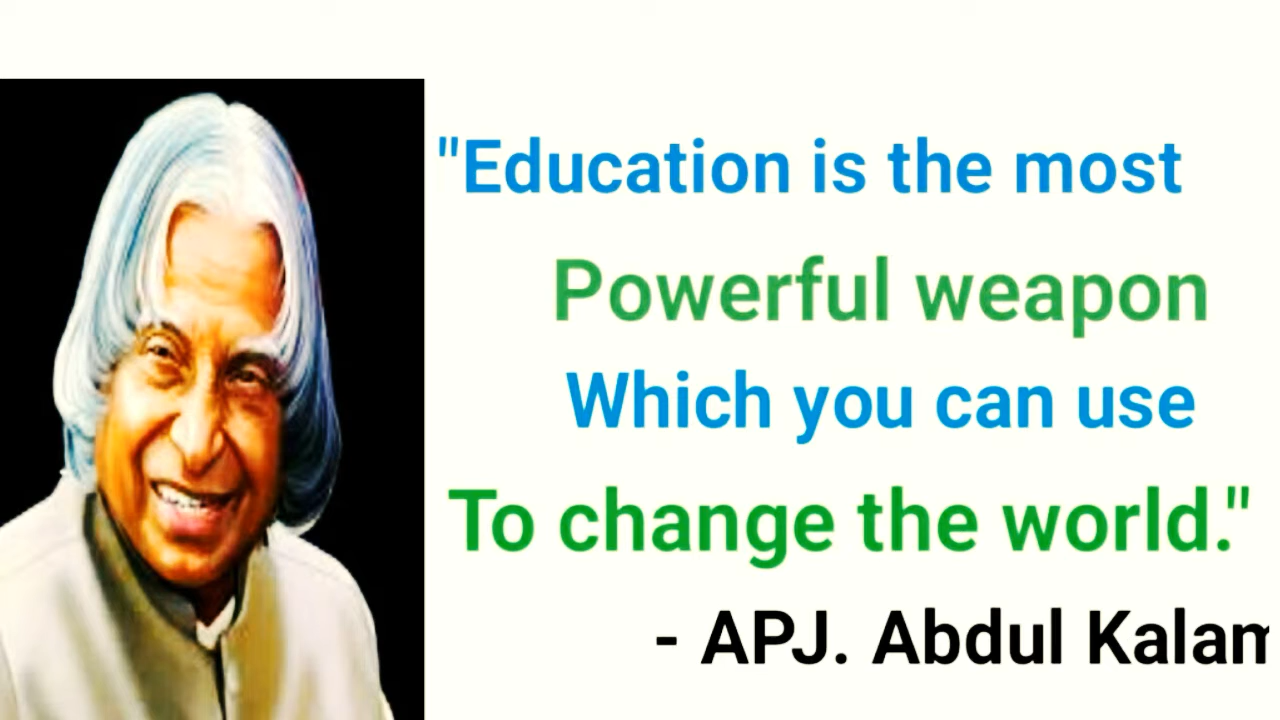 "Education is the most
Powerful weapon
Which you can use
To change the world."
- APJ. Abdul Kalam